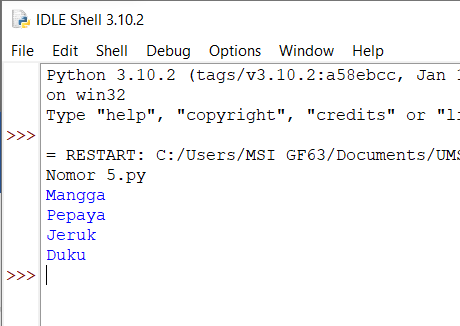 IDLE Shell 3.10.2
File Edit Shell Debug Options Window Help
Python 3.10.2 (tags/v3.10.2:a58ebcc, Jan
on win32
Type "help", "copyright", "credits" or
>>>
= RESTART: C:/Users/MSI GF63/Documents/UMS
Nomor 5.py
Mangga
Pepaya
Jeruk
Duku
>>>